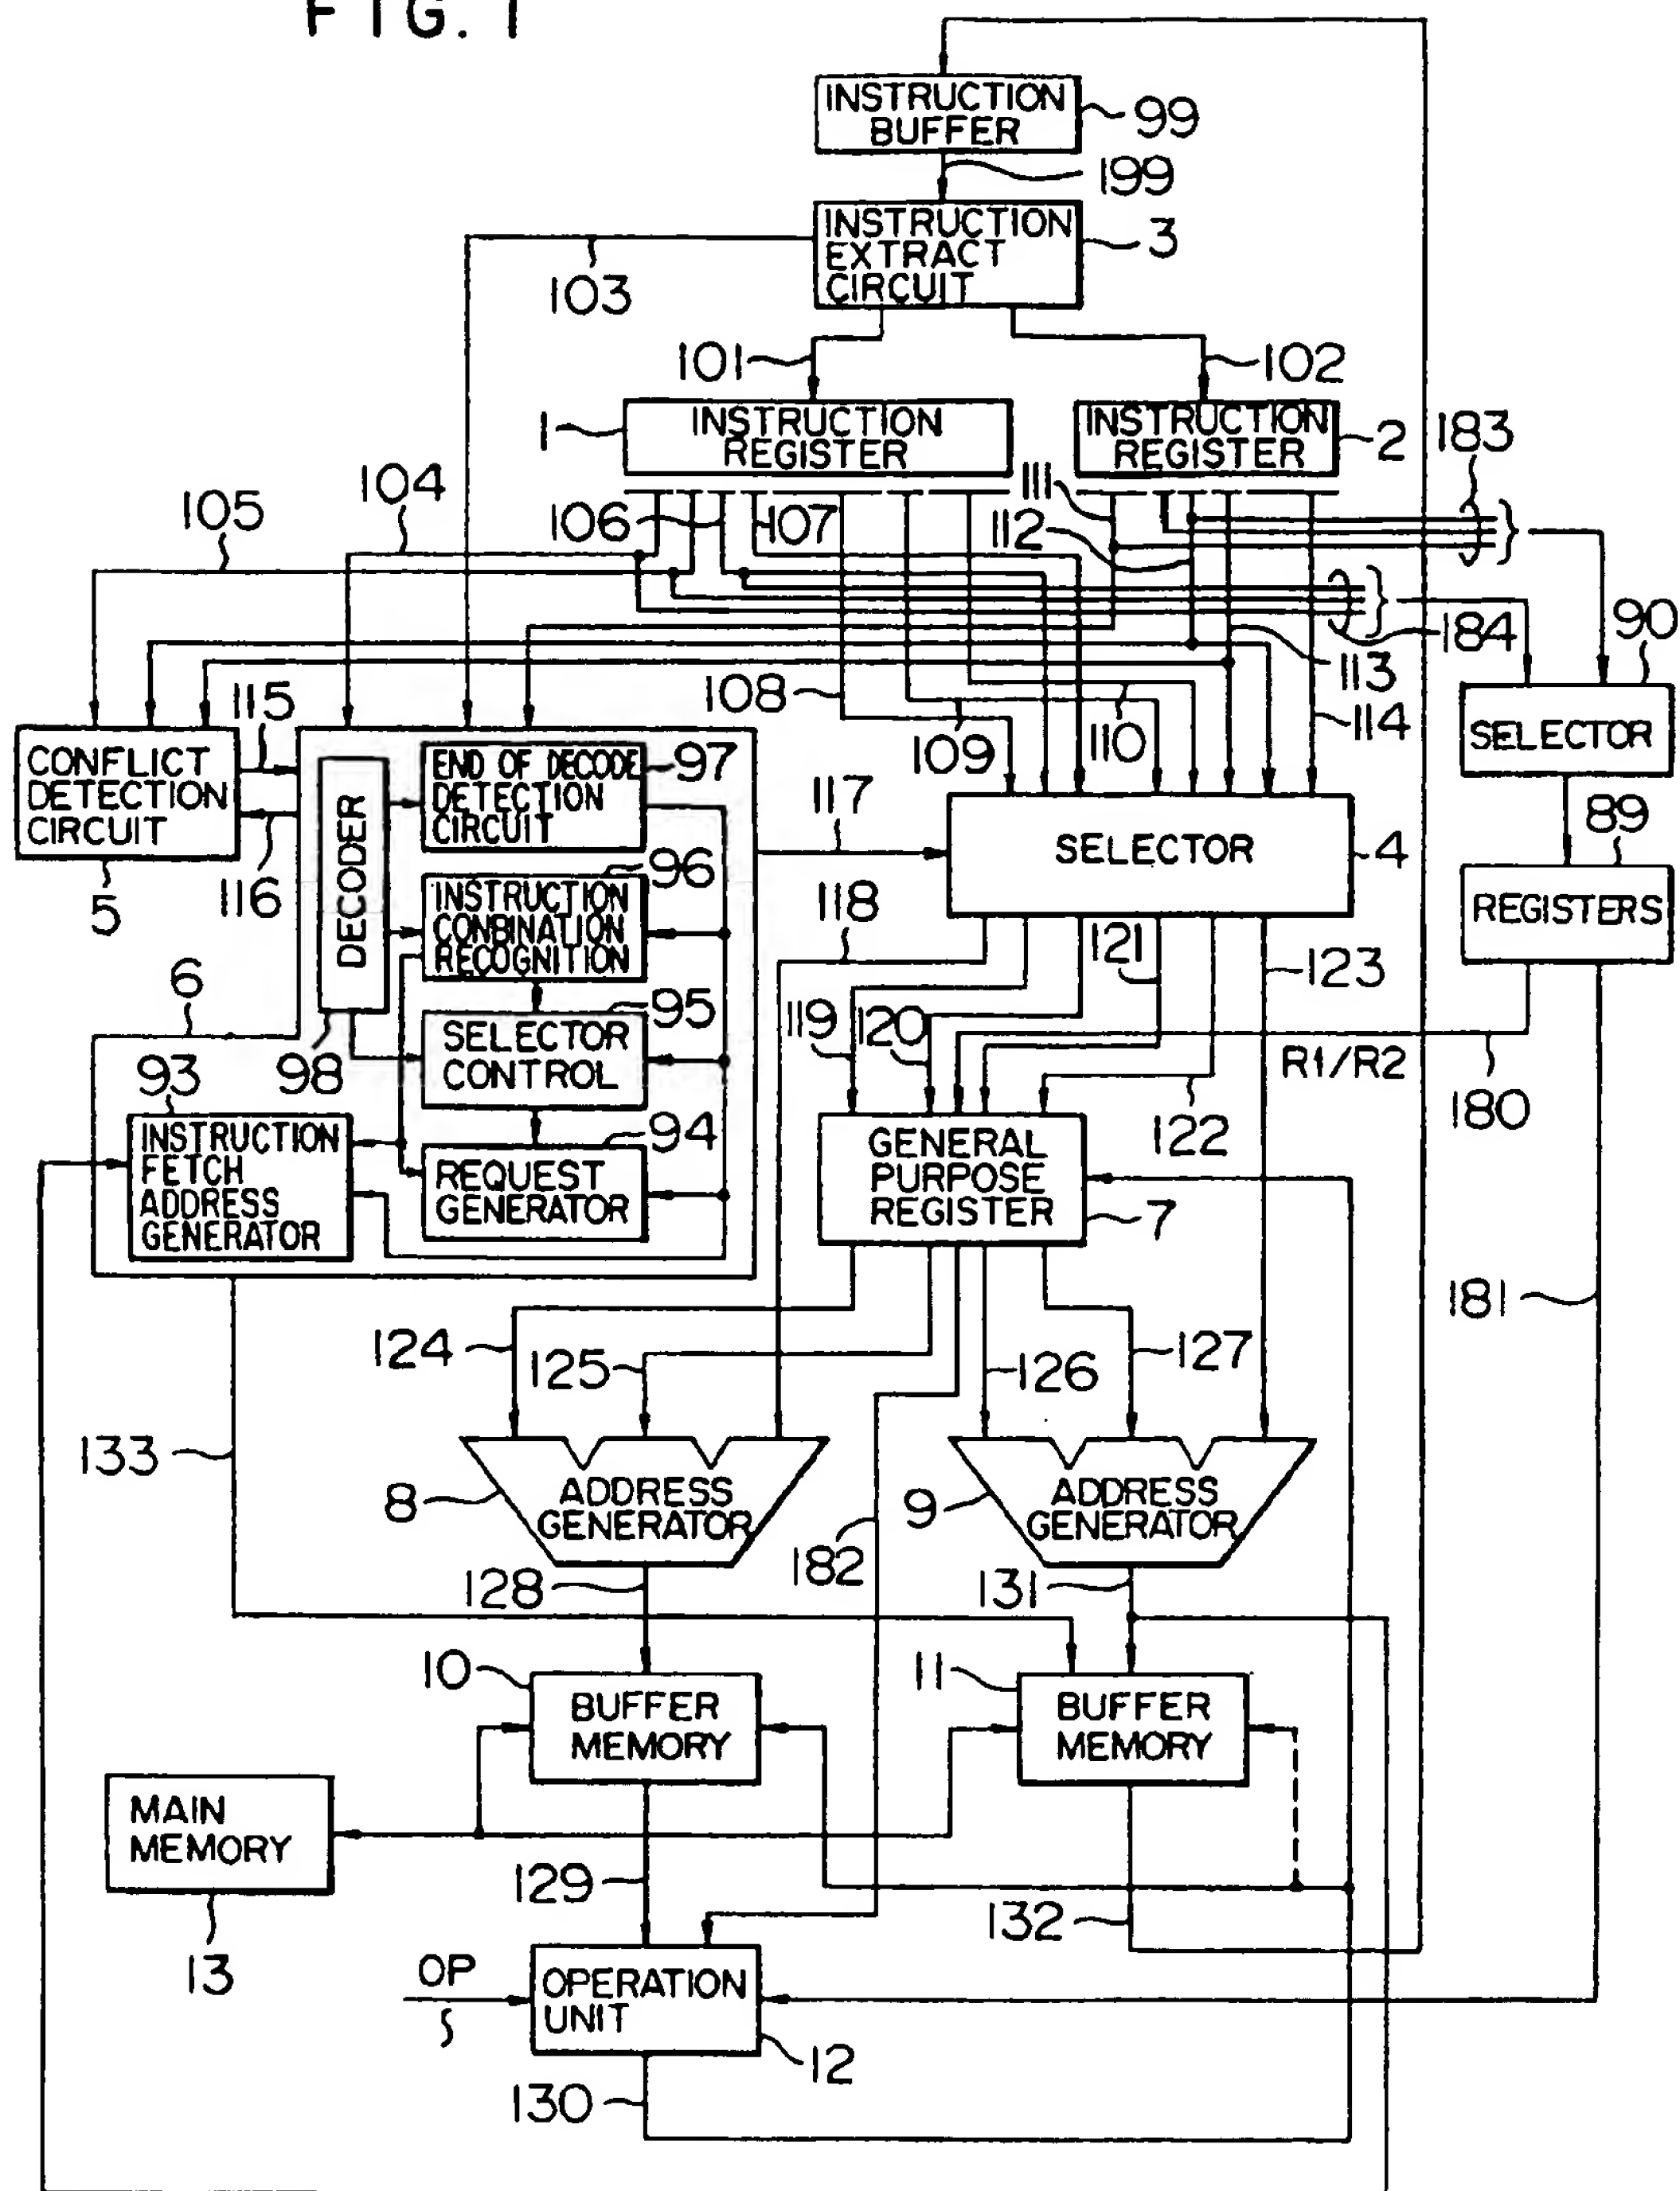 FIG. 1
INSTRUCTION
BUFFER
99
199
INSTRUCTION
EXTRACT
CIRCUIT
3
103
101
102
1
INSTRUCTION
REGISTER
INSTRUCTION
REGISTER
2
183
104
105
106
107
111
112
184
90
108
109
110
113
114
115
116
CONFLICT
DETECTION
CIRCUIT
5
DECODER
98
END OF DECODE
DETECTION
CIRCUIT
97
INSTRUCTION
CONBINATION
RECOGNITION
96
SELECTOR
CONTROL
95
REQUEST
GENERATOR
94
6
93
INSTRUCTION
FETCH
ADDRESS
GENERATOR
117
SELECTOR
4
SELECTOR
89
REGISTERS
118
119
120
121
122
123
R1/R2
180
181
GENERAL
PURPOSE
REGISTER
7
124
125
126
127
133
8
ADDRESS
GENERATOR
9
ADDRESS
GENERATOR
182
128
131
10
BUFFER
MEMORY
11
BUFFER
MEMORY
MAIN
MEMORY
13
129
132
OP
S
OPERATION
UNIT
12
130